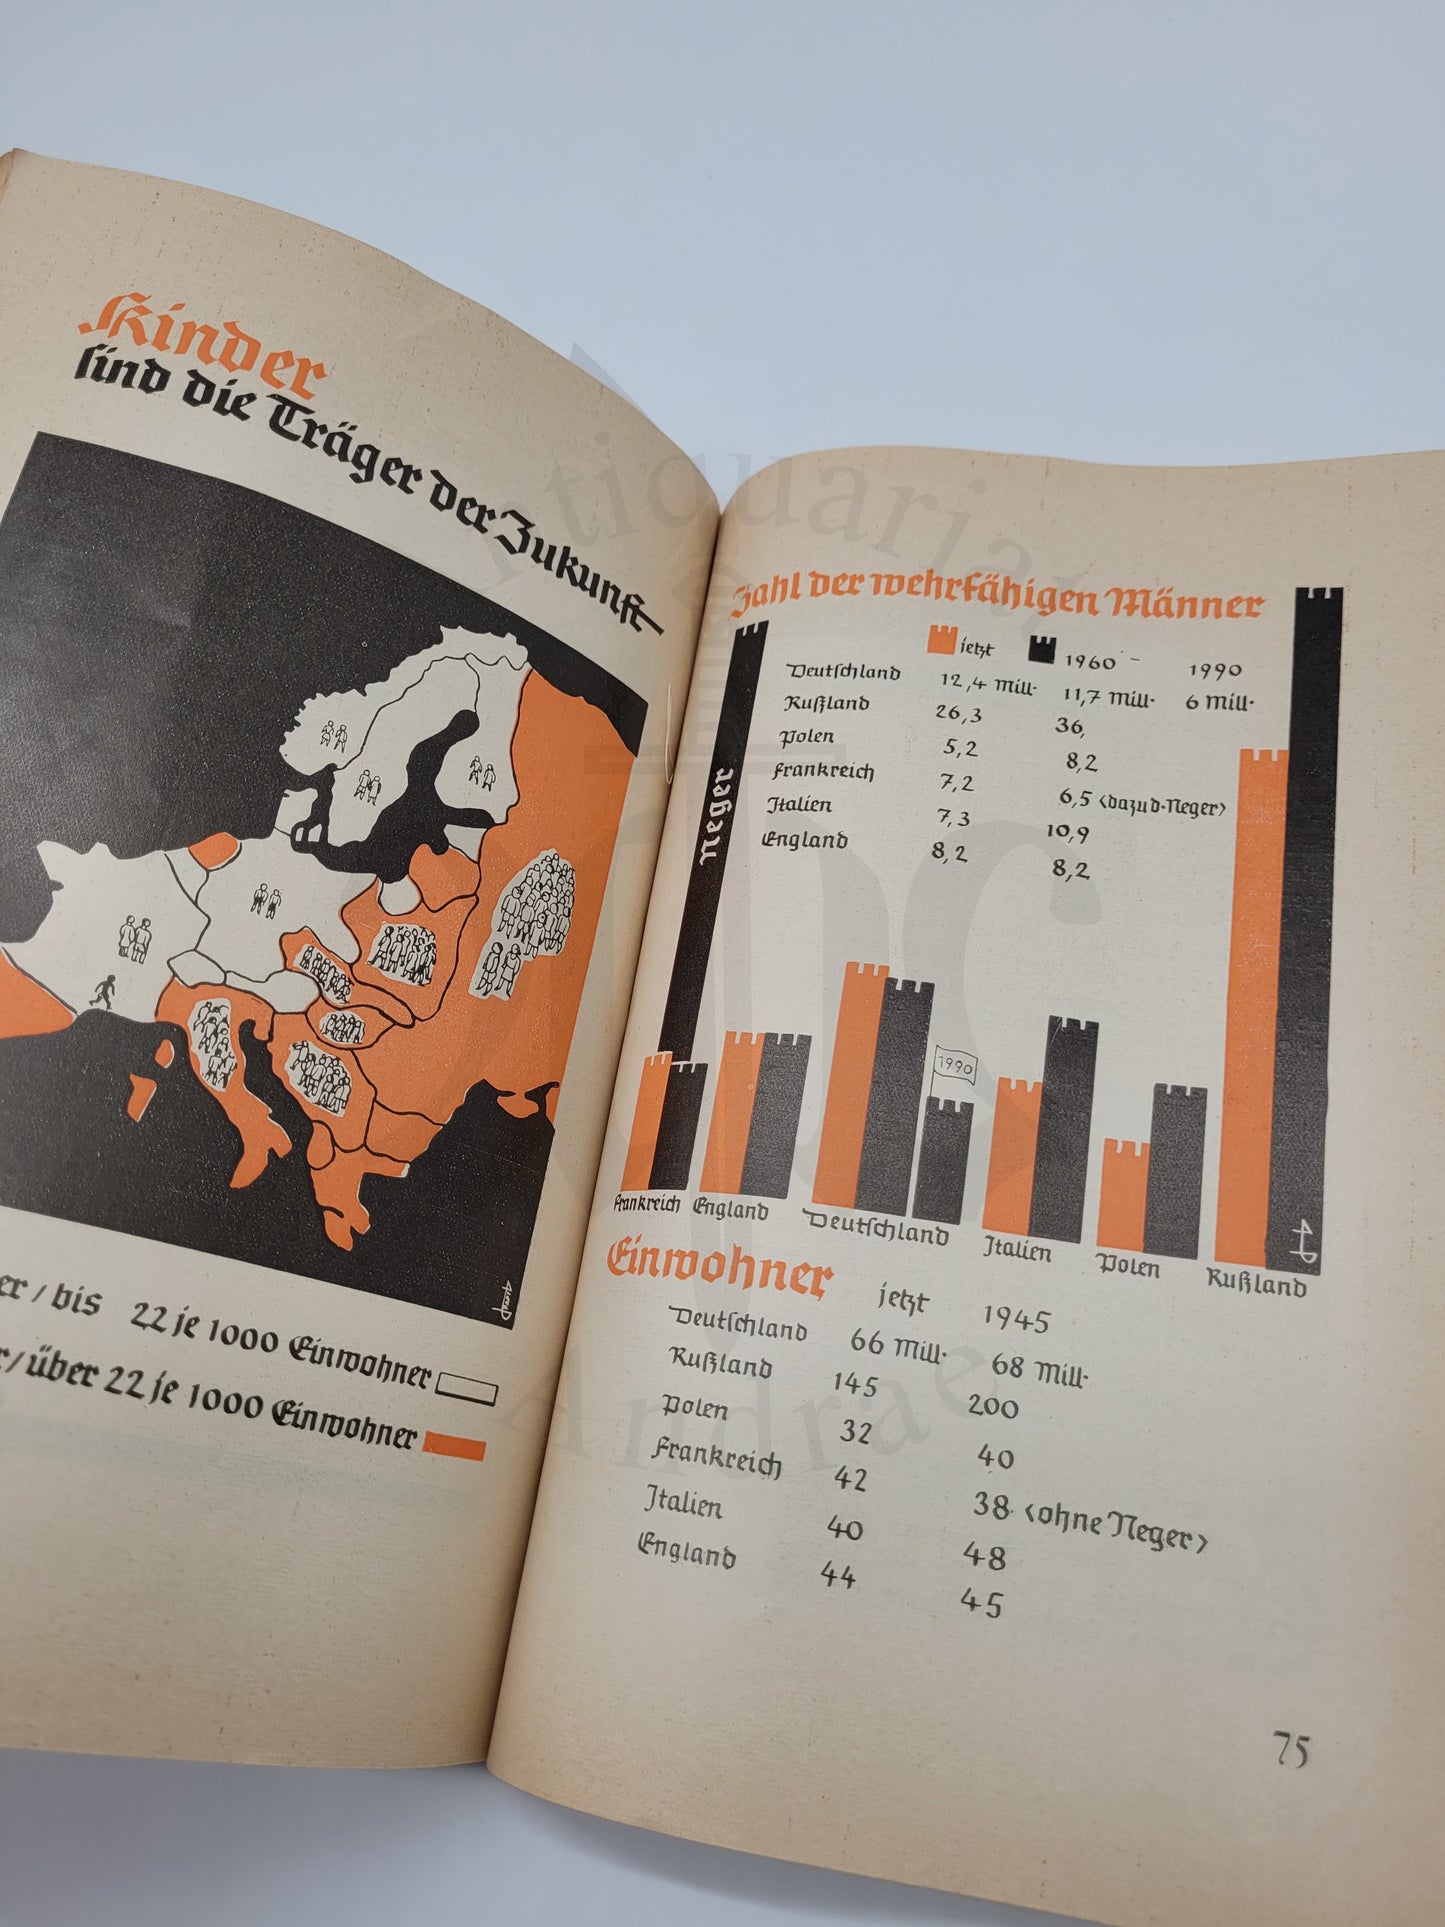 Kinder
sind die Träger der Zukunft
er / bis 22 je 1000 Einwohner
r / über 22 je 1000 Einwohner
Zahl der wehrfähigen Männer
jetzt 1960 – 1990
Deutschland 12,4 Mill. 11,7 Mill. 6 Mill.
Rußland 26,3 36,
Polen 5,2 8,2
Frankreich 7,2 6,5 <dazu d. Neger>
Italien 7,3 10,9
England 8,2 8,2
Neger
1990
Frankreich England Deutschland Italien Polen Rußland
Einwohner jetzt 1945
Deutschland 66 Mill. 68 Mill.
Rußland 145 200
Polen 32 40
Frankreich 42 38 <ohne Neger>
Italien 40 48
England 44 45
75
Antiquariat
Andrae